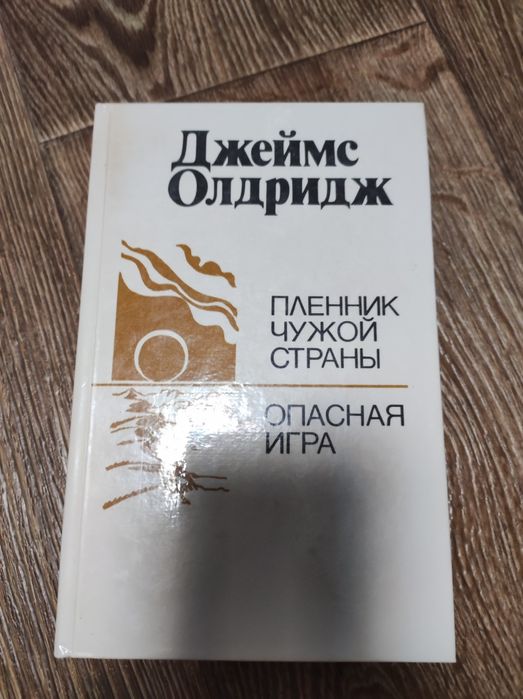 Джеймс
Олдридж
ПЛЕННИК
ЧУЖОЙ
СТРАНЫ
ОПАСНАЯ
ИГРА